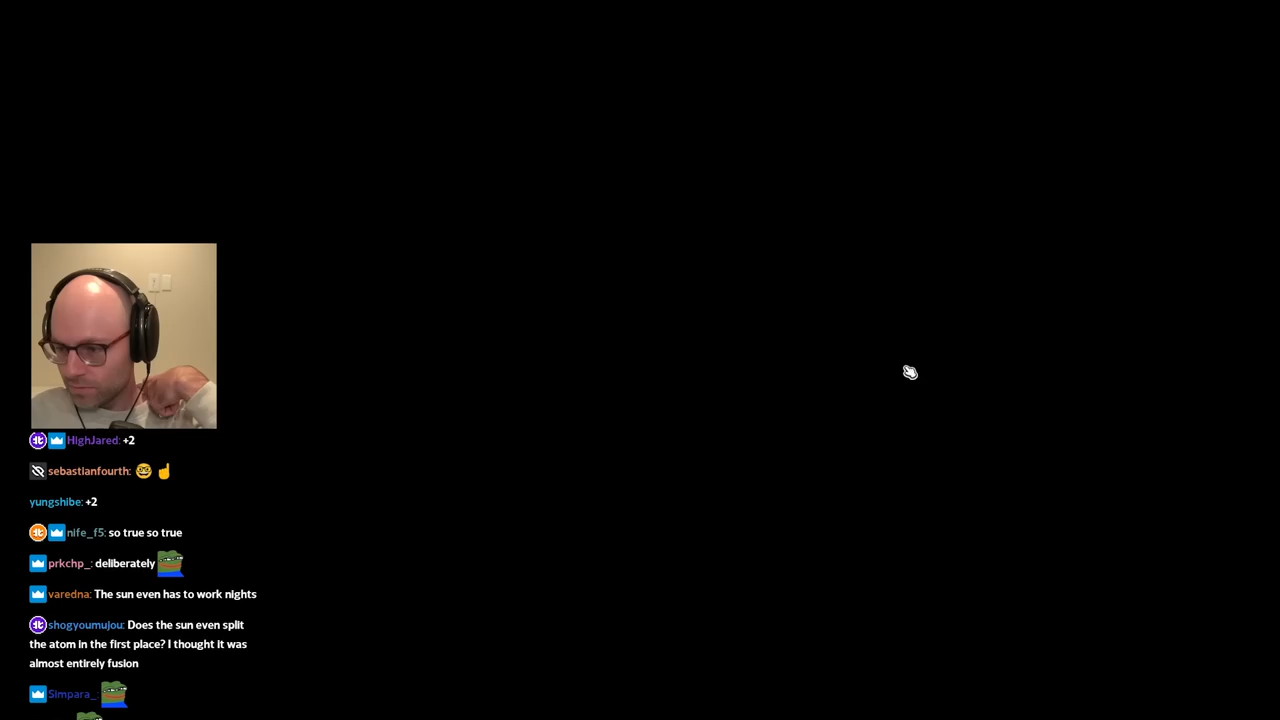 HighJared: +2
sebastianfourth:
yungshibe: +2
nife_f5: so true so true
prkchp_: deliberately
varedna: The sun even has to work nights
shogyoumujou: Does the sun even split
the atom in the first place? I thought it was
almost entirely fusion
Simpara_: